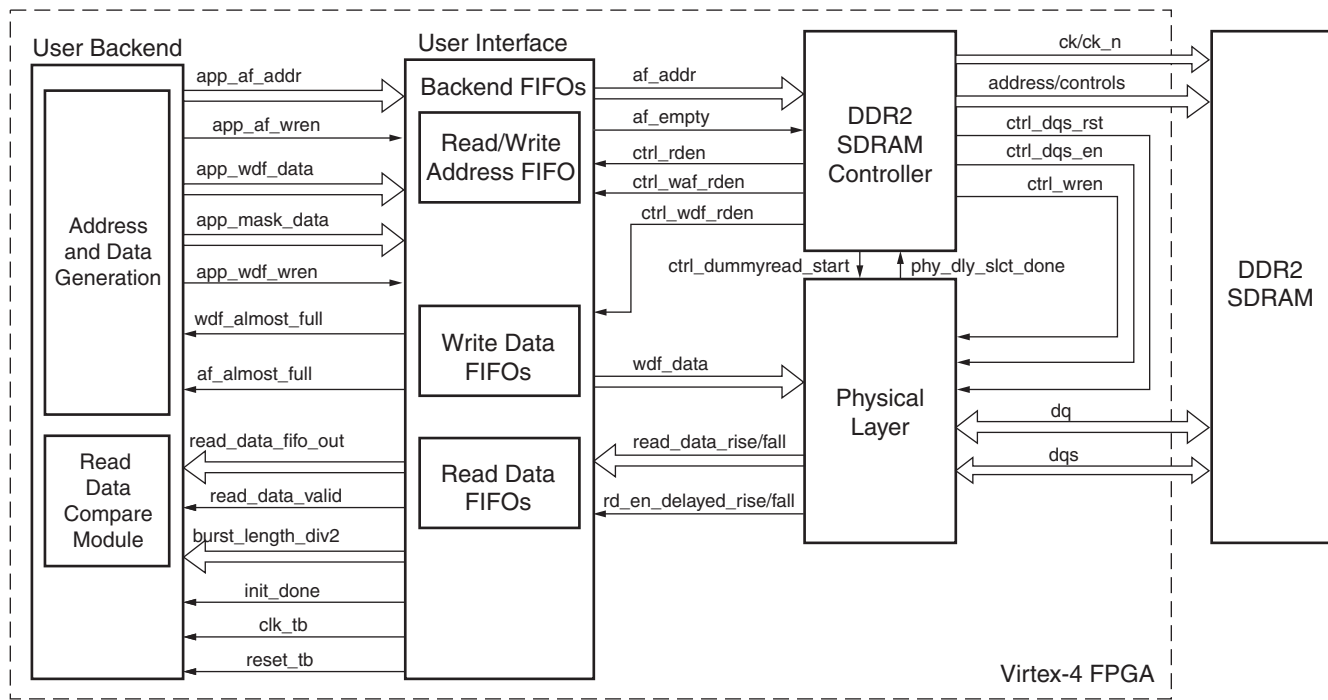 User Backend
Address
and Data
Generation
Read
Data
Compare
Module
app_af_addr
app_af_wren
app_wdf_data
app_mask_data
app_wdf_wren
wdf_almost_full
af_almost_full
read_data_fifo_out
read_data_valid
burst_length_div2
init_done
clk_tb
reset_tb
User Interface
Backend FIFOs
Read/Write
Address FIFO
Write Data
FIFOs
Read Data
FIFOs
af_addr
af_empty
ctrl_rden
ctrl_waf_rden
ctrl_wdf_rden
ctrl_dummyread_start
phy_dly_slct_done
wdf_data
read_data_rise/fall
rd_en_delayed_rise/fall
DDR2
SDRAM
Controller
Physical
Layer
ck/ck_n
address/controls
ctrl_dqs_rst
ctrl_dqs_en
ctrl_wren
dq
dqs
DDR2
SDRAM
Virtex-4 FPGA